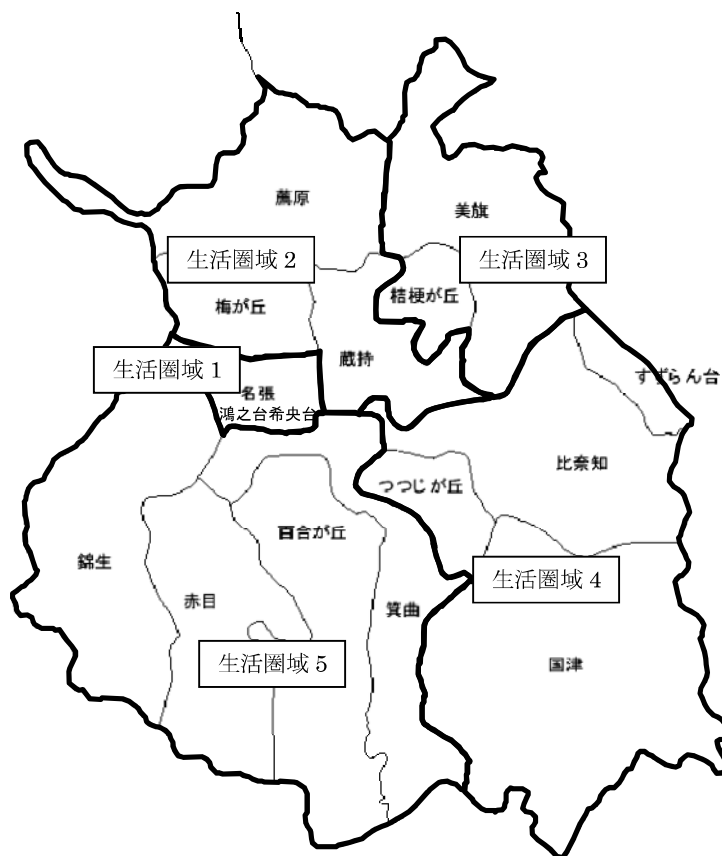 薦原
美旗
生活圏域２
生活圏域３
桔梗が丘
梅が丘
蔵持
生活圏域１
すずらん台
名張
鴻之台希央台
比奈知
つつじが丘
百合が丘
錦生
生活圏域４
赤目
箕曲
生活圏域５
国津